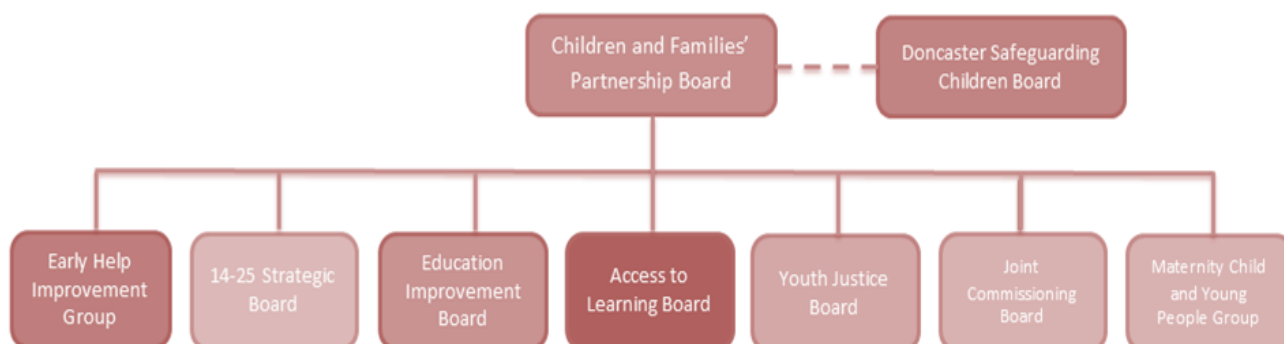 Children and Families’
Partnership Board
Doncaster Safeguarding
Children Board
Early Help
Improvement
Group
14-25 Strategic
Board
Education
Improvement
Board
Access to
Learning Board
Youth Justice
Board
Joint
Commissioning
Board
Maternity Child
and Young
People Group